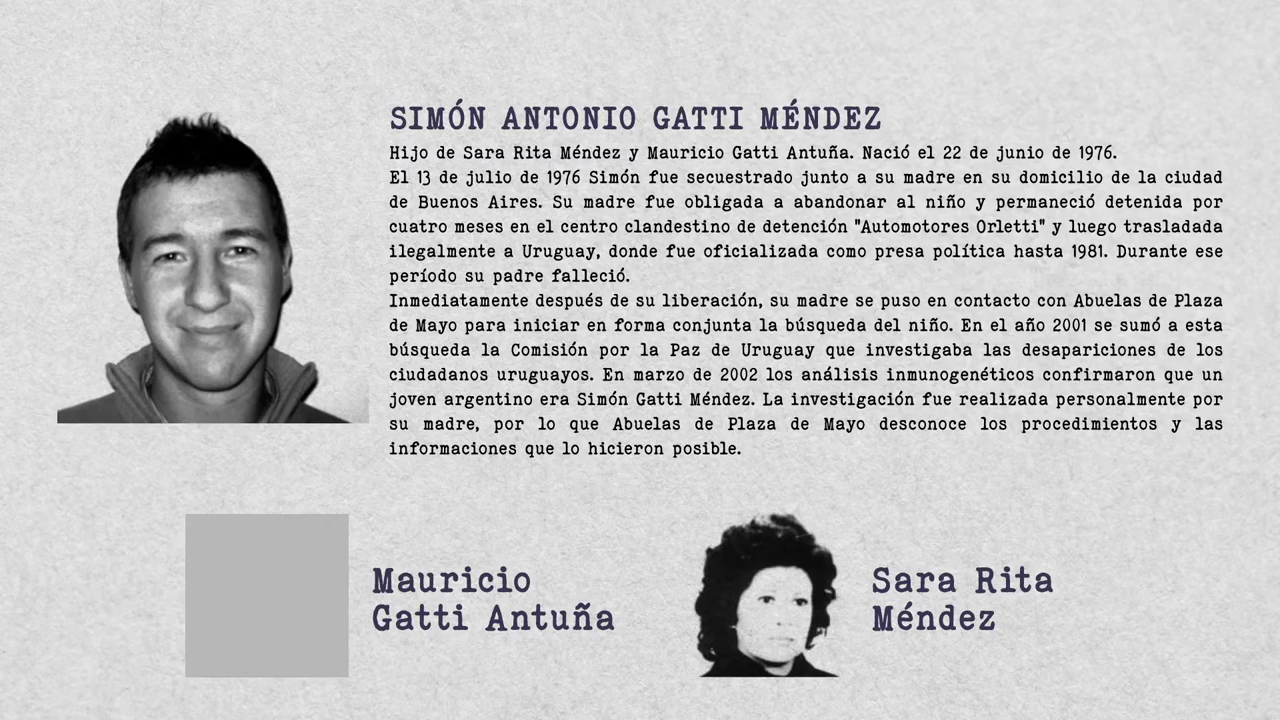 SIMÓN ANTONIO GATTI MÉNDEZ
Hijo de Sara Rita Méndez y Mauricio Gatti Antuña. Nació el 22 de junio de 1976.
El 13 de julio de 1976 Simón fue secuestrado junto a su madre en su domicilio de la ciudad
de Buenos Aires. Su madre fue obligada a abandonar al niño y permaneció detenida por
cuatro meses en el centro clandestino de detención "Automotores Orletti" y luego trasladada
ilegalmente a Uruguay, donde fue oficializada como presa política hasta 1981. Durante ese
período su padre falleció.
Inmediatamente después de su liberación, su madre se puso en contacto con Abuelas de Plaza
de Mayo para iniciar en forma conjunta la búsqueda del niño. En el año 2001 se sumó a esta
búsqueda la Comisión por la Paz de Uruguay que investigaba las desapariciones de los
ciudadanos uruguayos. En marzo de 2002 los análisis inmunogenéticos confirmaron que un
joven argentino era Simón Gatti Méndez. La investigación fue realizada personalmente por
su madre, por lo que Abuelas de Plaza de Mayo desconoce los procedimientos y las
informaciones que lo hicieron posible.
Mauricio
Gatti Antuña
Sara Rita
Méndez